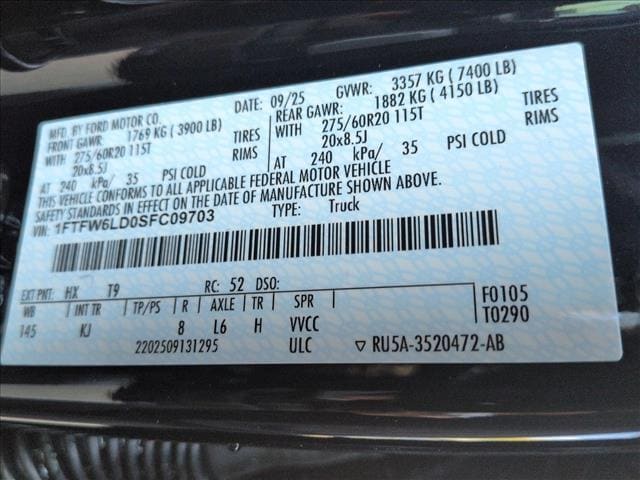 MFD. BY FORD MOTOR CO. DATE: 09/25 GVWR: 3357 KG ( 7400 LB)
FRONT GAWR 1769 KG ( 3900 LB) REAR GAWR: 1882 KG ( 4150 LB)
WITH 275/60R20 115T TIRES WITH 275/60R20 115T TIRES
20x8.5J RIMS 20x8.5J RIMS
AT 240 kPa/ 35 PSI COLD AT 240 kPa/ 35 PSI COLD
THIS VEHICLE CONFORMS TO ALL APPLICABLE FEDERAL MOTOR VEHICLE
SAFETY STANDARDS IN EFFECT ON THE DATE OF MANUFACTURE SHOWN ABOVE.
VIN: 1FTFW6LD0SFC09703 TYPE: Truck
EXT PNT: HX T9 RC: 52 DSO: F0105
WB INT TR TP/PS R AXLE TR SPR T0290
145 KJ 8 L6 H VVCC
2202509131295 ULC ▽ RU5A-3520472-AB